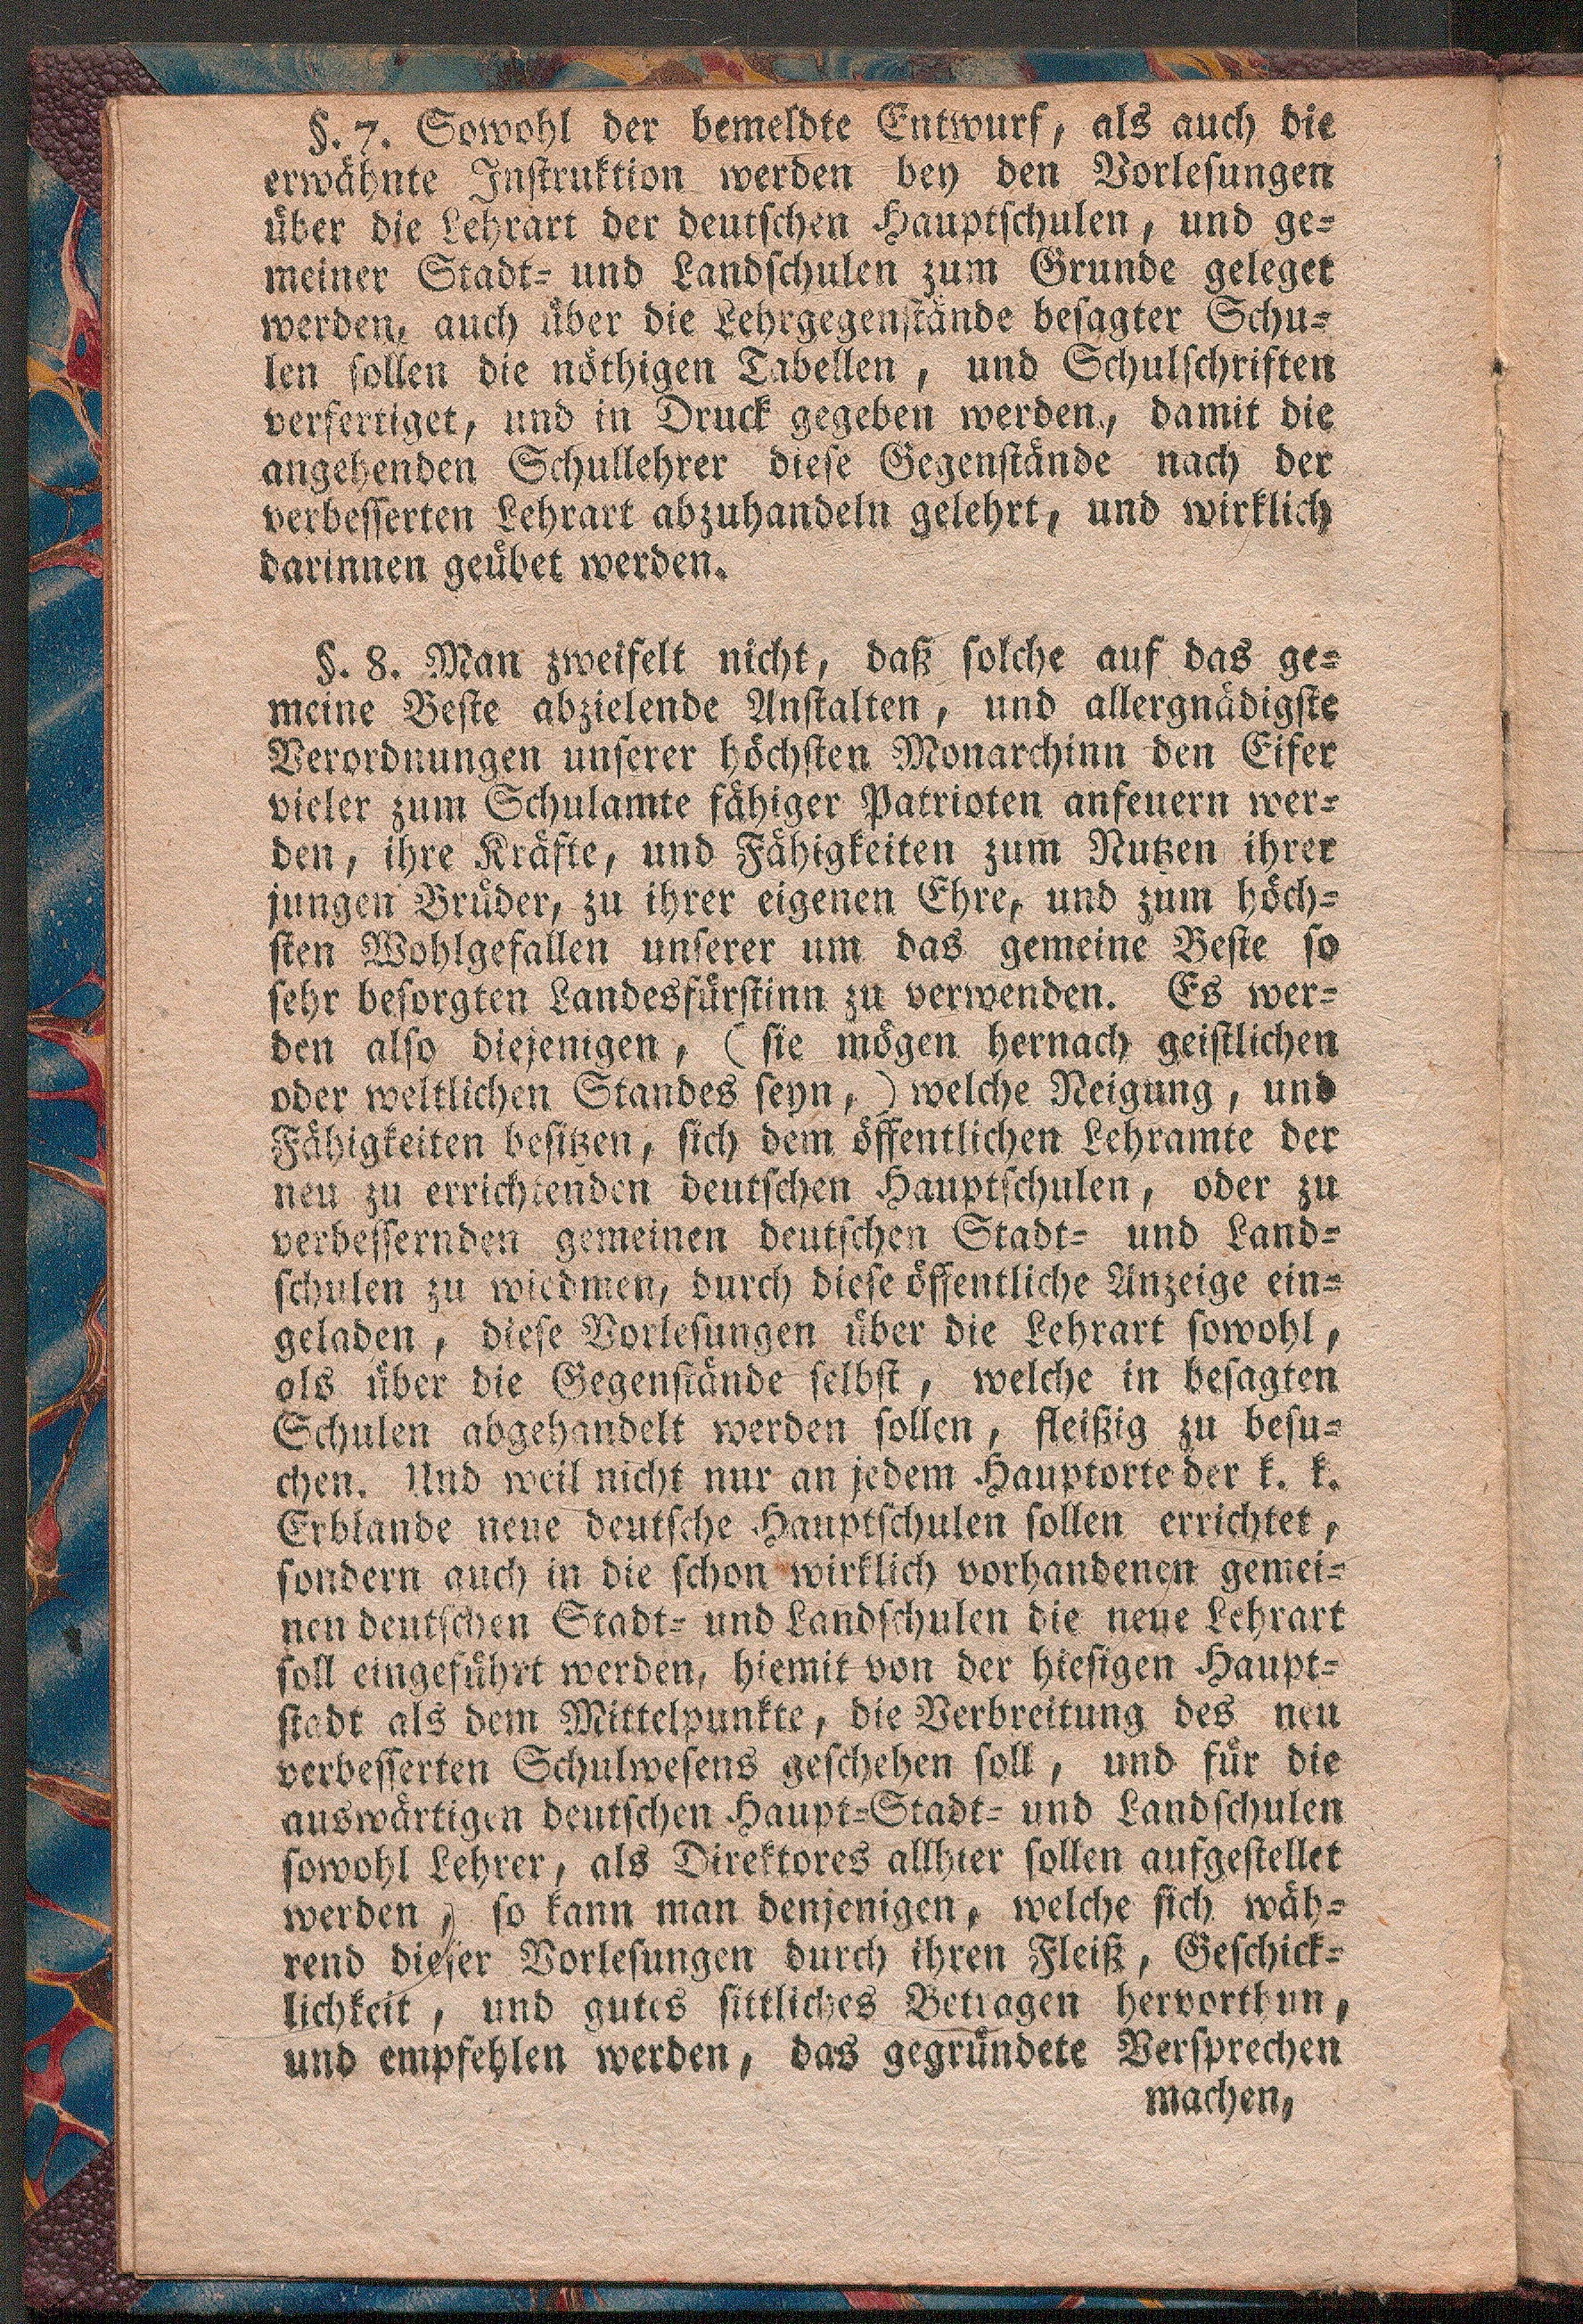 §. 7. Sowohl der bemeldte Entwurf, als auch die
erwähnte Instruktion werden bey den Vorlesungen
über die Lehrart der deutschen Hauptschulen, und ge-
meiner Stadt- und Landschulen zum Grunde geleget
werden, auch über die Lehrgegenstände besagter Schu-
len sollen die nöthigen Tabellen, und Schulschriften
verfertiget, und in Druck gegeben werden, damit die
angehenden Schullehrer diese Gegenstände nach der
verbesserten Lehrart abzuhandeln gelehrt, und wirklich
darinnen geübet werden.
§. 8. Man zweifelt nicht, daß solche auf das ge-
meine Beste abzielende Anstalten, und allergnädigste
Verordnungen unserer höchsten Monarchinn den Eifer
vieler zum Schulamte fähiger Patrioten anfeuern wer-
den, ihre Kräfte, und Fähigkeiten zum Nutzen ihrer
jungen Brüder, zu ihrer eigenen Ehre, und zum höch-
sten Wohlgefallen unserer um das gemeine Beste so
sehr besorgten Landesfürstinn zu verwenden. Es wer-
den also diejenigen, (sie mögen hernach geistlichen
oder weltlichen Standes seyn,) welche Neigung, und
Fähigkeiten besitzen, sich dem öffentlichen Lehramte der
neu zu errichtenden deutschen Hauptschulen, oder zu
verbessernden gemeinen deutschen Stadt- und Land-
schulen zu wiedmen, durch diese öffentliche Anzeige ein-
geladen, diese Vorlesungen über die Lehrart sowohl,
als über die Gegenstände selbst, welche in besagten
Schulen abgehandelt werden sollen, fleißig zu besu-
chen. Und weil nicht nur an jedem Hauptorte der k. k.
Erblande neue deutsche Hauptschulen sollen errichtet,
sondern auch in die schon wirklich vorhandenen gemei-
nen deutschen Stadt- und Landschulen die neue Lehrart
soll eingeführt werden, hiemit von der hiesigen Haupt-
stadt als dem Mittelpunkte, die Verbreitung des neu
verbesserten Schulwesens geschehen soll, und für die
auswärtigen deutschen Haupt-Stadt- und Landschulen
sowohl Lehrer, als Direktores allhier sollen aufgestellet
werden, so kann man denjenigen, welche sich wäh-
rend dieser Vorlesungen durch ihren Fleiß, Geschick-
lichkeit, und gutes sittliches Betragen hervorthun,
und empfehlen werden, das gegründete Versprechen
machen,